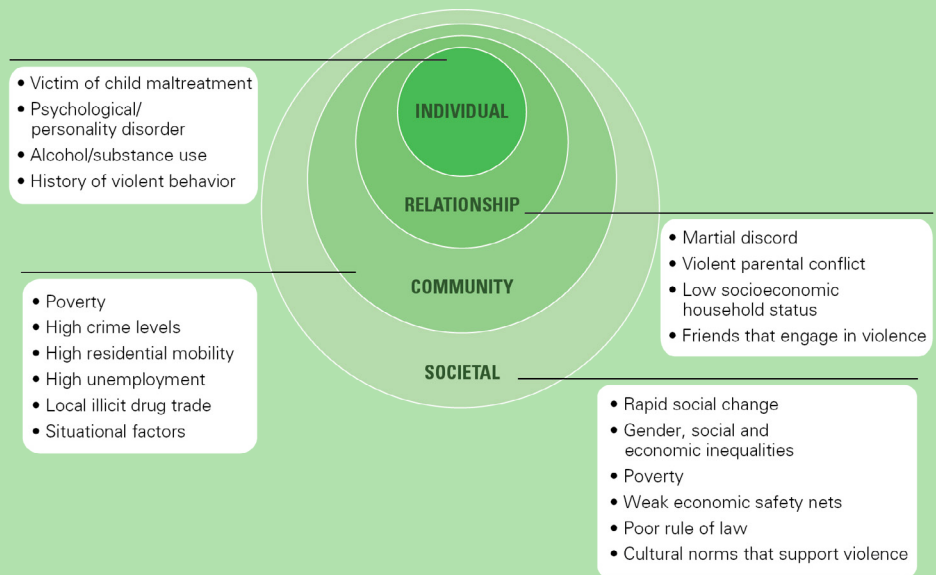 INDIVIDUAL
• Victim of child maltreatment
• Psychological/
personality disorder
• Alcohol/substance use
• History of violent behavior
RELATIONSHIP
• Martial discord
• Violent parental conflict
• Low socioeconomic
household status
• Friends that engage in violence
COMMUNITY
• Poverty
• High crime levels
• High residential mobility
• High unemployment
• Local illicit drug trade
• Situational factors
SOCIETAL
• Rapid social change
• Gender, social and
economic inequalities
• Poverty
• Weak economic safety nets
• Poor rule of law
• Cultural norms that support violence